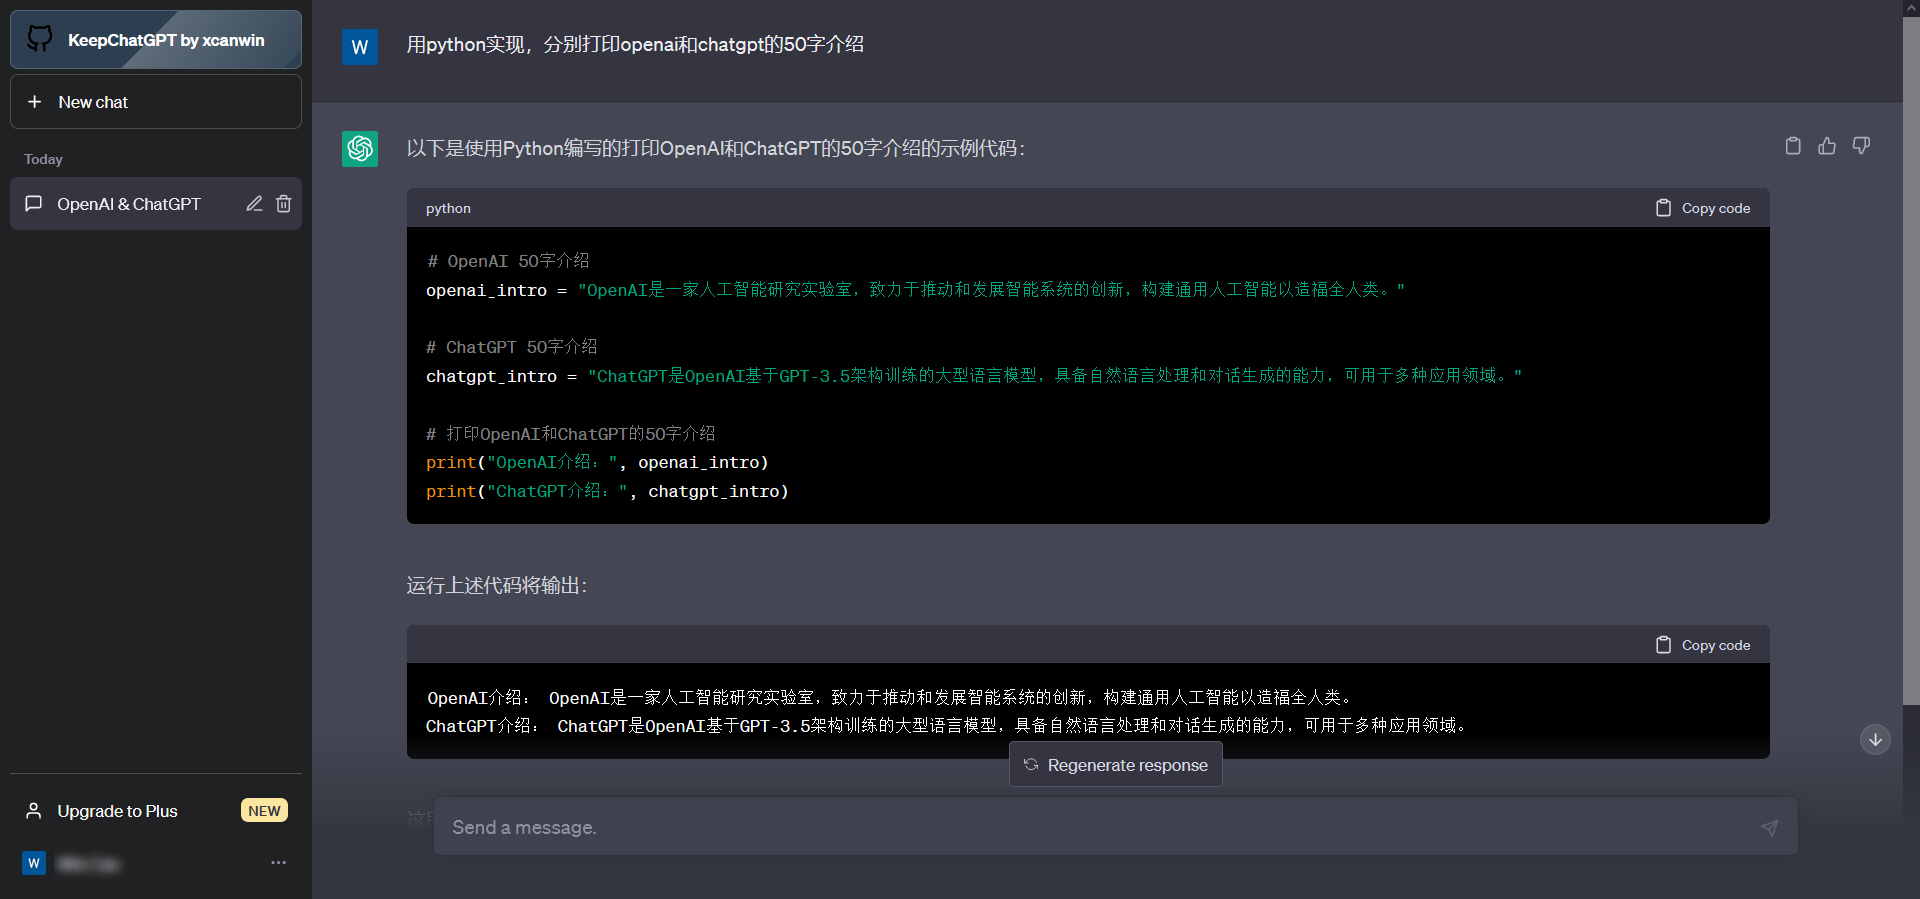 KeepChatGPT by xcanwin
New chat
Today
OpenAI & ChatGPT
Upgrade to Plus
NEW
W
W
用python实现，分别打印openai和chatgpt的50字介绍
以下是使用Python编写的打印OpenAI和ChatGPT的50字介绍的示例代码：
python
Copy code
# OpenAI 50字介绍
openai_intro = "OpenAI是一家人工智能研究实验室，致力于推动和发展智能系统的创新，构建通用人工智能以造福全人类。"
# ChatGPT 50字介绍
chatgpt_intro = "ChatGPT是OpenAI基于GPT-3.5架构训练的大型语言模型，具备自然语言处理和对话生成的能力，可用于多种应用领域。"
# 打印OpenAI和ChatGPT的50字介绍
print("OpenAI介绍：", openai_intro)
print("ChatGPT介绍：", chatgpt_intro)
运行上述代码将输出：
Copy code
OpenAI介绍： OpenAI是一家人工智能研究实验室，致力于推动和发展智能系统的创新，构建通用人工智能以造福全人类。
ChatGPT介绍： ChatGPT是OpenAI基于GPT-3.5架构训练的大型语言模型，具备自然语言处理和对话生成的能力，可用于多种应用领域。
Regenerate response
Send a message.